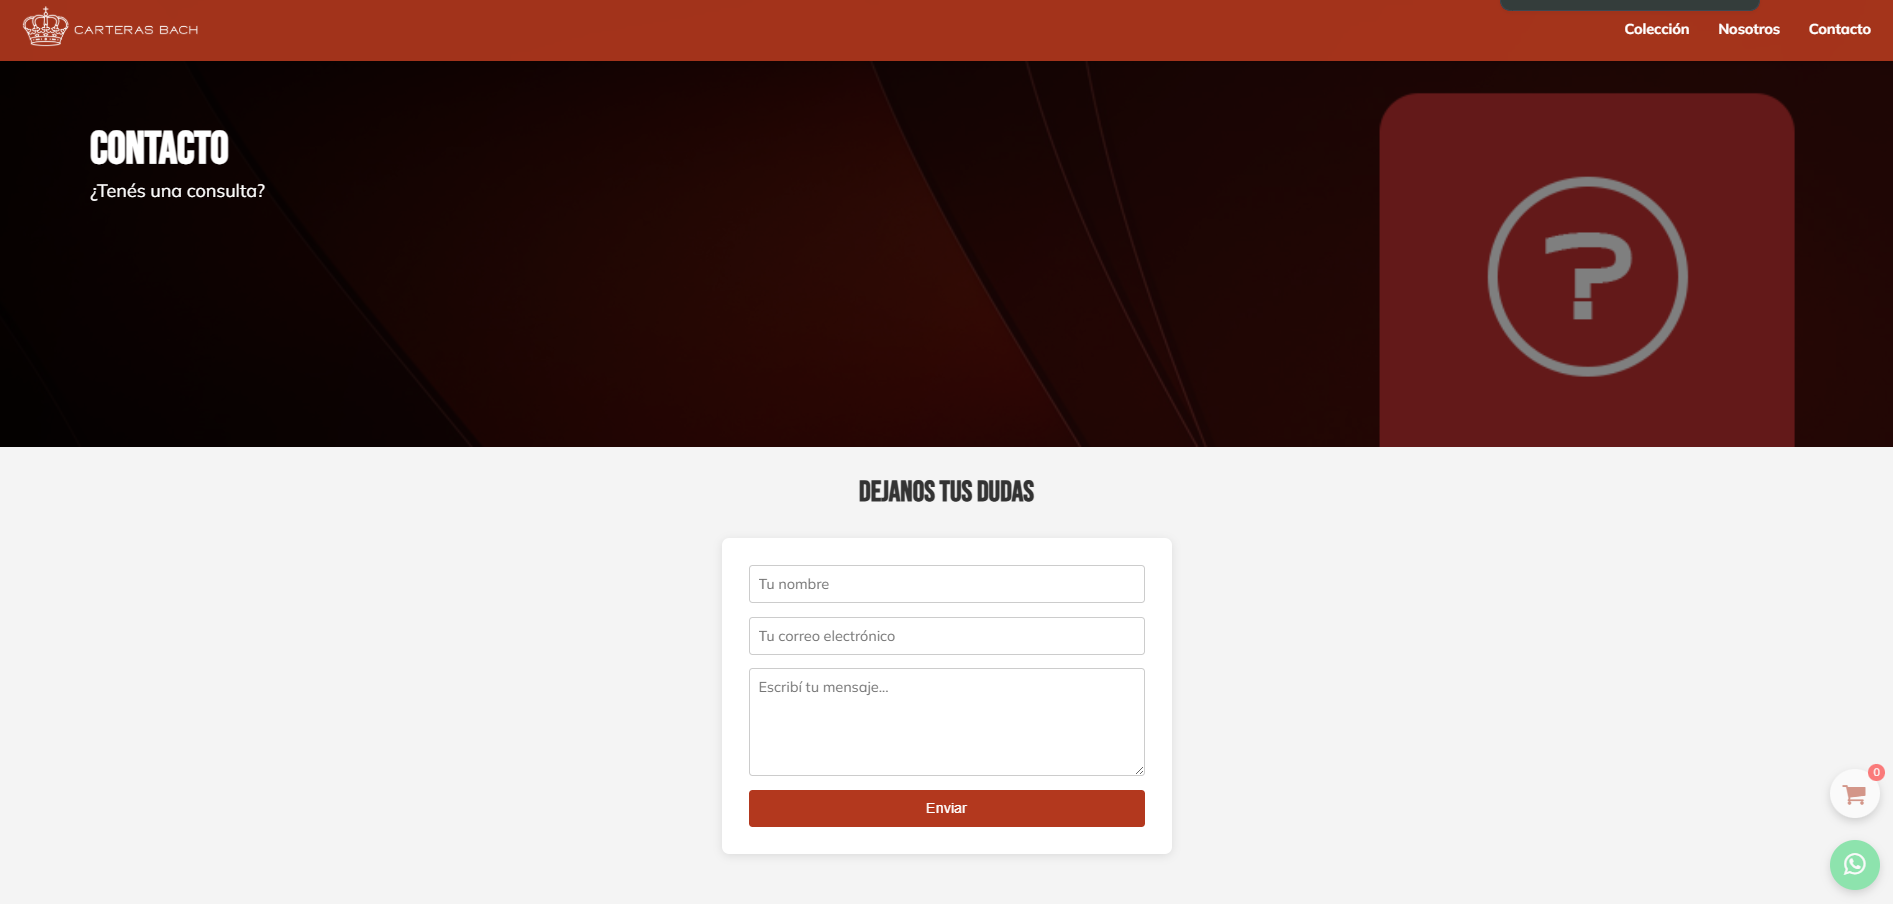 CARTERAS BACH
Colección Nosotros Contacto
CONTACTO
¿Tenés una consulta?
?
DEJANOS TUS DUDAS
Tu nombre
Tu correo electrónico
Escribí tu mensaje...
Enviar
0